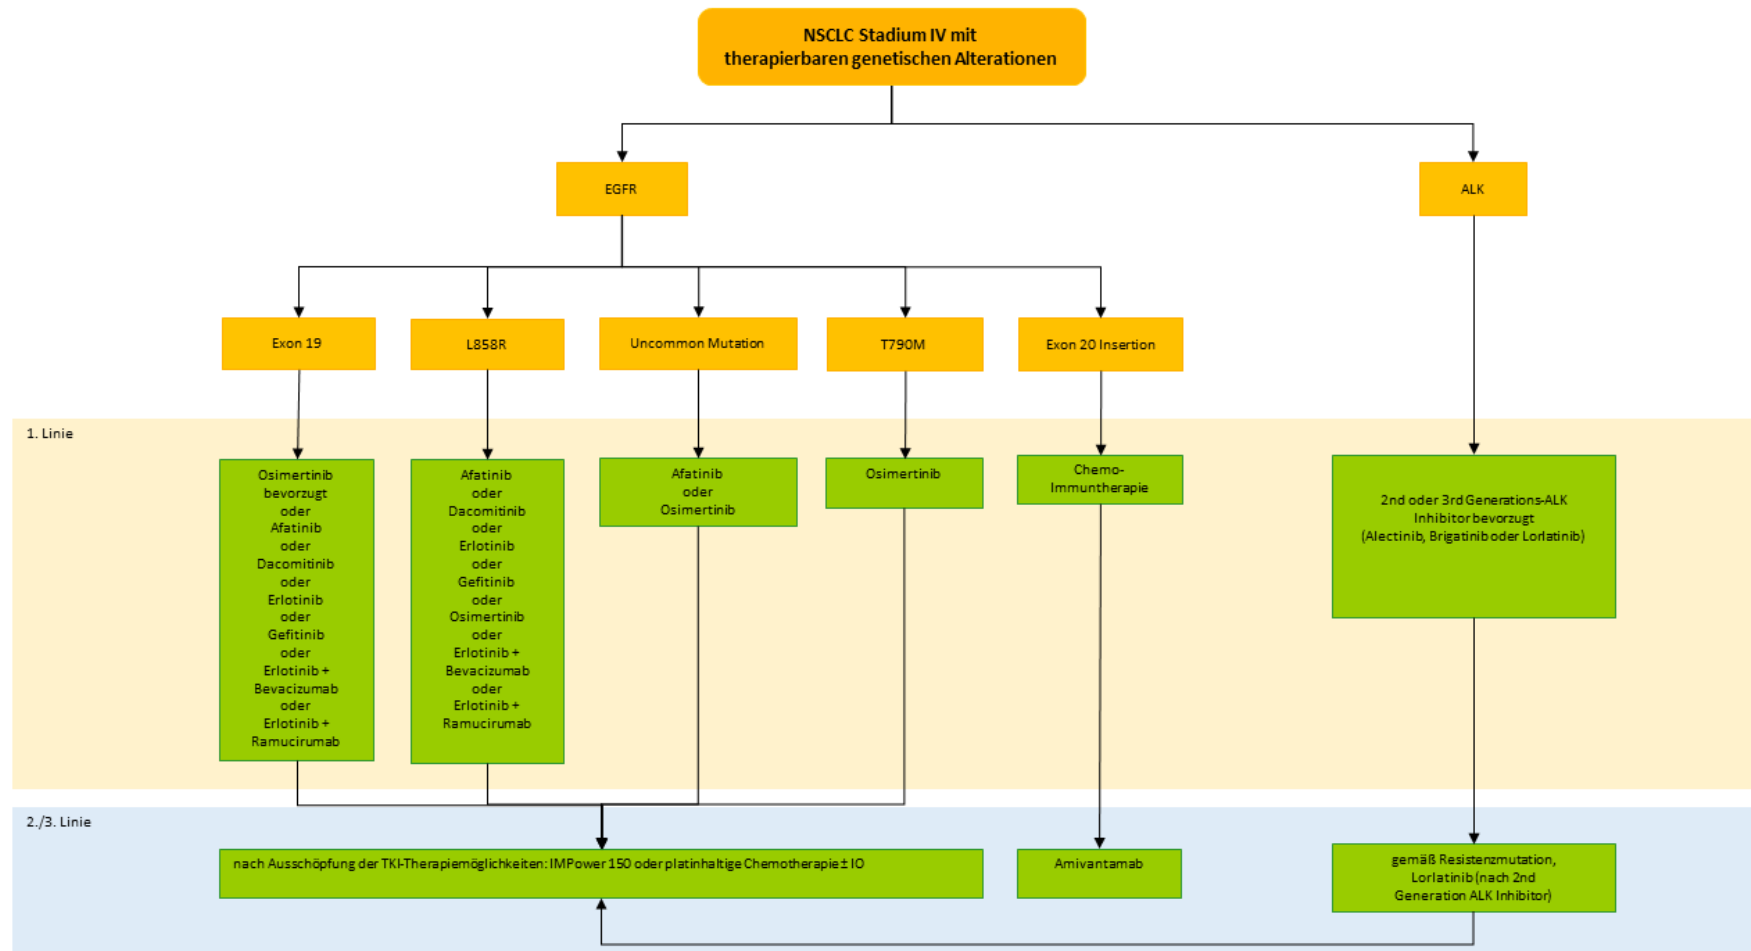 NSCLC Stadium IV mit
therapierbaren genetischen Alterationen
EGFR
ALK
Exon 19
L858R
Uncommon Mutation
T790M
Exon 20 Insertion
1. Linie
Osimertinib
bevorzugt
oder
Afatinib
oder
Dacomitinib
oder
Erlotinib
oder
Gefitinib
oder
Erlotinib +
Bevacizumab
oder
Erlotinib +
Ramucirumab
Afatinib
oder
Dacomitinib
oder
Erlotinib
oder
Gefitinib
oder
Osimertinib
oder
Erlotinib +
Bevacizumab
oder
Erlotinib +
Ramucirumab
Afatinib
oder
Osimertinib
Osimertinib
Chemo-
Immuntherapie
2nd oder 3rd Generations-ALK
Inhibitor bevorzugt
(Alectinib, Brigatinib oder Lorlatinib)
2./3. Linie
nach Ausschöpfung der TKI-Therapiemöglichkeiten: IMPower 150 oder platinhaltige Chemotherapie ± IO
Amivantamab
gemäß Resistenzmutation,
Lorlatinib (nach 2nd
Generation ALK Inhibitor)